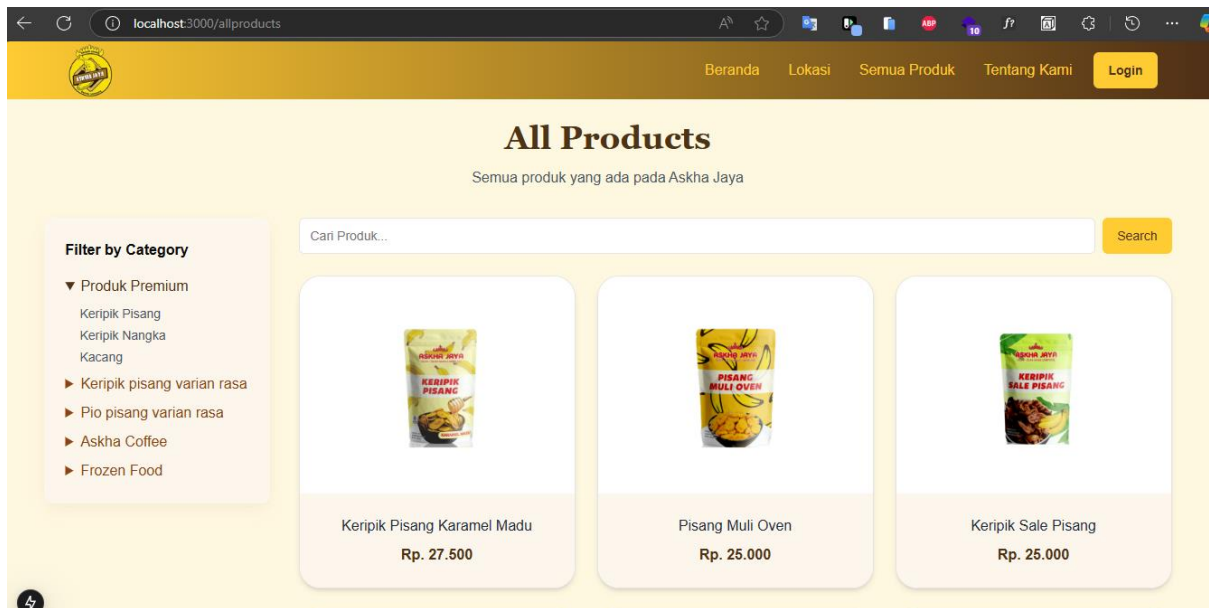 localhost:3000/allproducts
ABP
10
f?
ASKHA JAYA
Beranda
Lokasi
Semua Produk
Tentang Kami
Login
All Products
Semua produk yang ada pada Askha Jaya
Filter by Category
Produk Premium
Keripik Pisang
Keripik Nangka
Kacang
Keripik pisang varian rasa
Pio pisang varian rasa
Askha Coffee
Frozen Food
Cari Produk...
Search
ASKHA JAYA
KERIPIK
PISANG
Keripik Pisang Karamel Madu
Rp. 27.500
ASKHA JAYA
PISANG
MULI OVEN
Pisang Muli Oven
Rp. 25.000
ASKHA JAYA
KERIPIK
SALE PISANG
Keripik Sale Pisang
Rp. 25.000